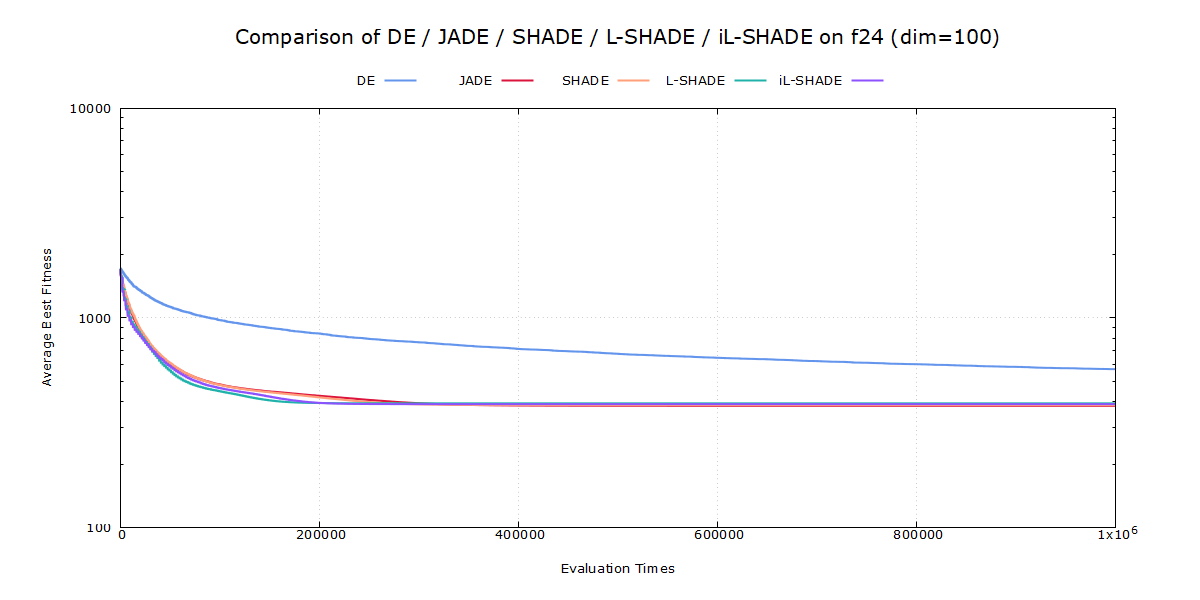 Comparison of DE / JADE / SHADE / L-SHADE / iL-SHADE on f24 (dim=100)
DE JADE SHADE L-SHADE iL-SHADE
10000
1000
100
Average Best Fitness
0 200000 400000 600000 800000 1x10⁶
Evaluation Times